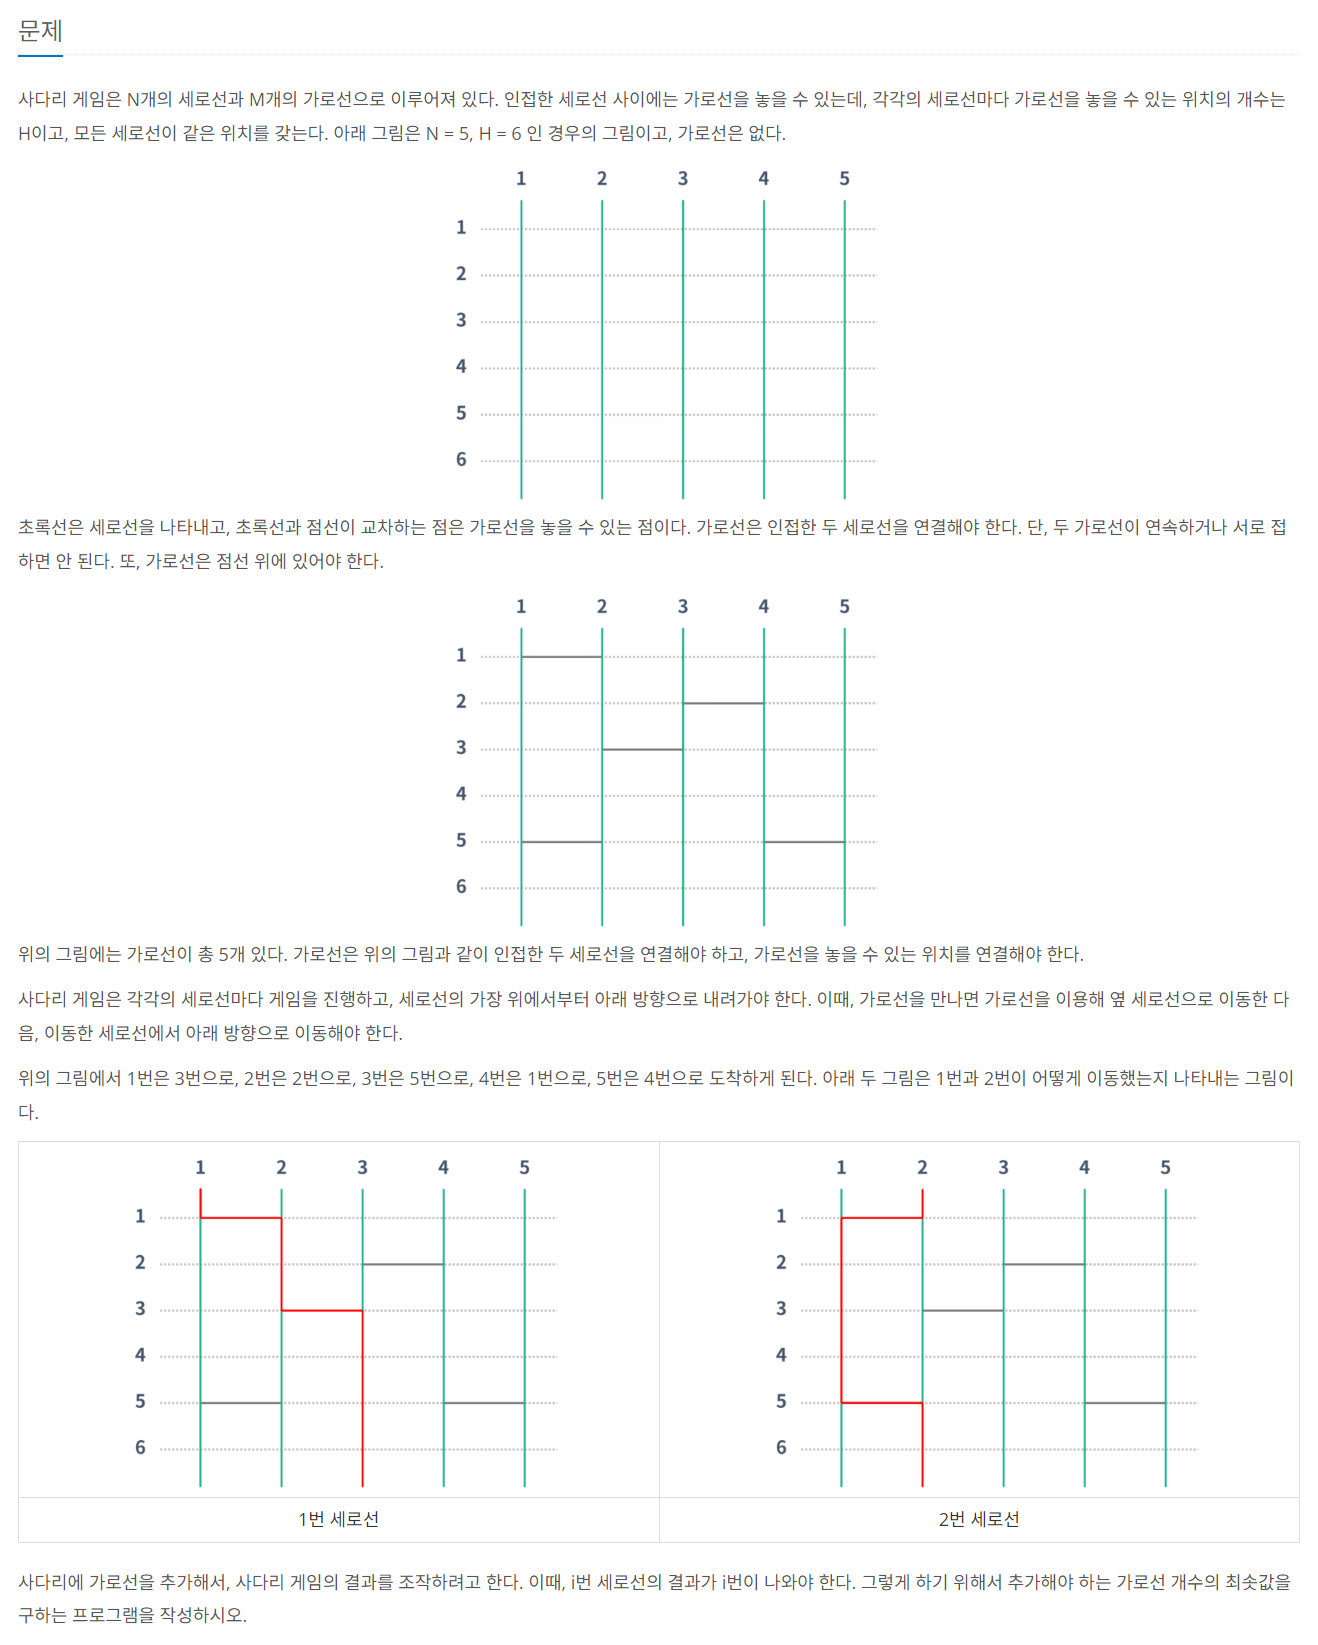 문제
사다리 게임은 N개의 세로선과 M개의 가로선으로 이루어져 있다. 인접한 세로선 사이에는 가로선을 놓을 수 있는데, 각각의 세로선마다 가로선을 놓을 수 있는 위치의 개수는
H이고, 모든 세로선이 같은 위치를 갖는다. 아래 그림은 N = 5, H = 6 인 경우의 그림이고, 가로선은 없다.
1 2 3 4 5
1
2
3
4
5
6
초록선은 세로선을 나타내고, 초록선과 점선이 교차하는 점은 가로선을 놓을 수 있는 점이다. 가로선은 인접한 두 세로선을 연결해야 한다. 단, 두 가로선이 연속하거나 서로 접
하면 안 된다. 또, 가로선은 점선 위에 있어야 한다.
1 2 3 4 5
1
2
3
4
5
6
위의 그림에는 가로선이 총 5개 있다. 가로선은 위의 그림과 같이 인접한 두 세로선을 연결해야 하고, 가로선을 놓을 수 있는 위치를 연결해야 한다.
사다리 게임은 각각의 세로선마다 게임을 진행하고, 세로선의 가장 위에서부터 아래 방향으로 내려가야 한다. 이때, 가로선을 만나면 가로선을 이용해 옆 세로선으로 이동한 다
음, 이동한 세로선에서 아래 방향으로 이동해야 한다.
위의 그림에서 1번은 3번으로, 2번은 2번으로, 3번은 5번으로, 4번은 1번으로, 5번은 4번으로 도착하게 된다. 아래 두 그림은 1번과 2번이 어떻게 이동했는지 나타내는 그림이
다.
1 2 3 4 5
1
2
3
4
5
6
1번 세로선
1 2 3 4 5
1
2
3
4
5
6
2번 세로선
사다리에 가로선을 추가해서, 사다리 게임의 결과를 조작하려고 한다. 이때, i번 세로선의 결과가 i번이 나와야 한다. 그렇게 하기 위해서 추가해야 하는 가로선 개수의 최솟값을
구하는 프로그램을 작성하시오.